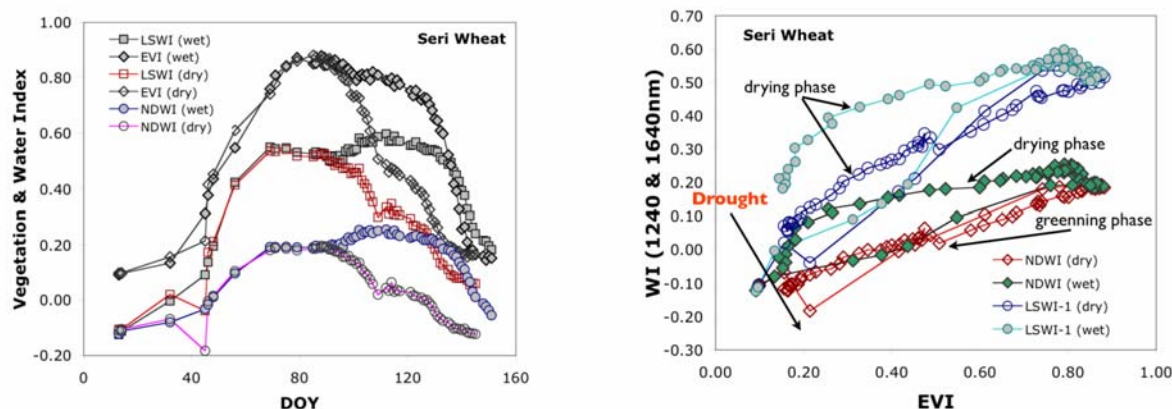 1.00
0.80
0.60
0.40
0.20
0.00
-0.20
Vegetation & Water Index
LSWI (wet)
EVI (wet)
LSWI (dry)
EVI (dry)
NDWI (wet)
NDWI (dry)
Seri Wheat
0 40 80 120 160
DOY
0.70
0.60
0.50
0.40
0.30
0.20
0.10
0.00
-0.10
-0.20
-0.30
WI (1240 & 1640nm)
Seri Wheat
drying phase
drying phase
Drought
greenning phase
NDWI (dry)
NDWI (wet)
LSWI-1 (dry)
LSWI-1 (wet)
0.00 0.20 0.40 0.60 0.80 1.00
EVI